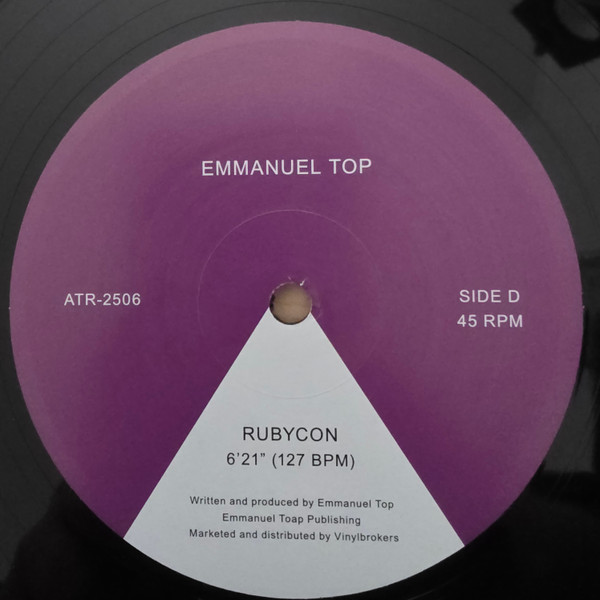 EMMANUEL TOP
ATR-2506
SIDE D
45 RPM
RUBYCON
6'21" (127 BPM)
Written and produced by Emmanuel Top
Emmanuel Toap Publishing
Marketed and distributed by Vinylbrokers